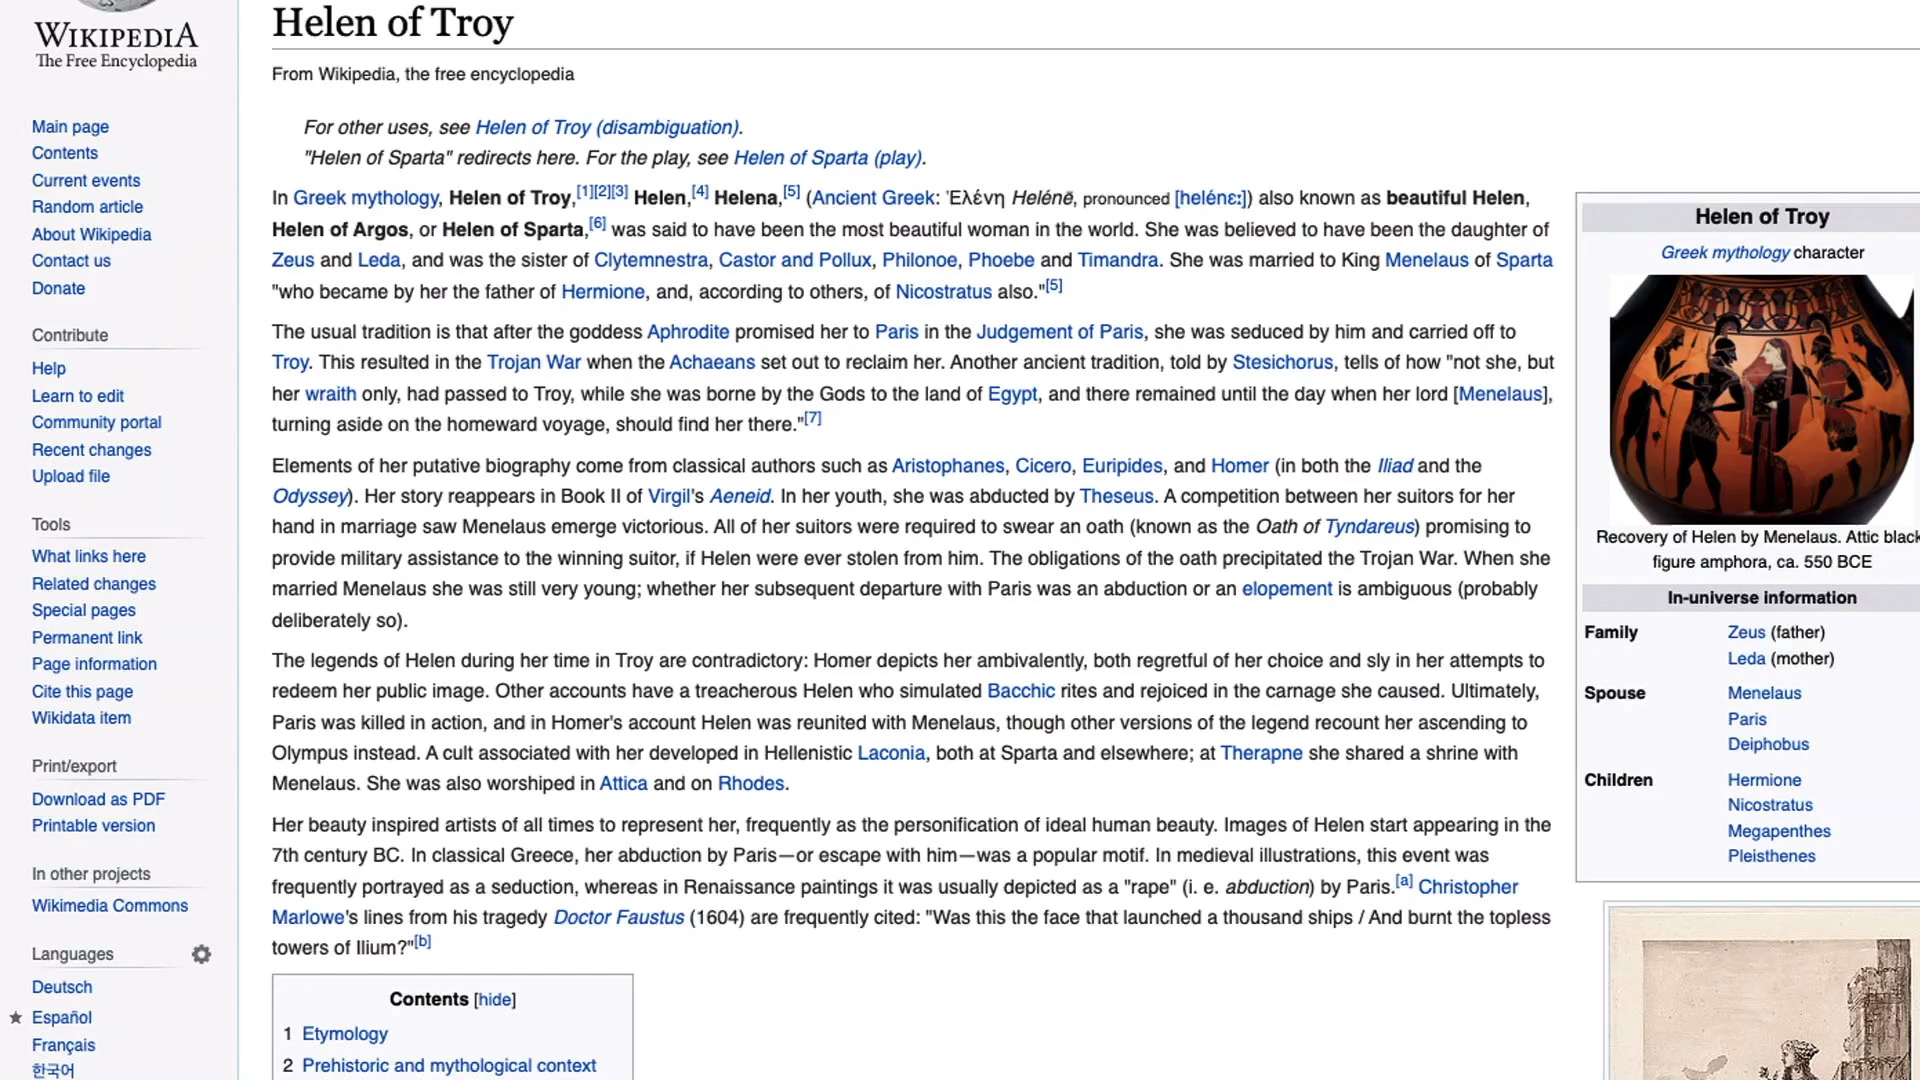 WIKIPEDIA
The Free Encyclopedia
Main page
Contents
Current events
Random article
About Wikipedia
Contact us
Donate
Contribute
Help
Learn to edit
Community portal
Recent changes
Upload file
Tools
What links here
Related changes
Special pages
Permanent link
Page information
Cite this page
Wikidata item
Print/export
Download as PDF
Printable version
In other projects
Wikimedia Commons
Languages
Deutsch
Español
Français
한국어
Helen of Troy
From Wikipedia, the free encyclopedia
For other uses, see Helen of Troy (disambiguation).
"Helen of Sparta" redirects here. For the play, see Helen of Sparta (play).
In Greek mythology, Helen of Troy,[1][2][3] Helen,[4] Helena,[5] (Ancient Greek: Ἑλένη Helénē, pronounced [helénɛː]) also known as beautiful Helen,
Helen of Argos, or Helen of Sparta,[6] was said to have been the most beautiful woman in the world. She was believed to have been the daughter of
Zeus and Leda, and was the sister of Clytemnestra, Castor and Pollux, Philonoe, Phoebe and Timandra. She was married to King Menelaus of Sparta
"who became by her the father of Hermione, and, according to others, of Nicostratus also."[5]
The usual tradition is that after the goddess Aphrodite promised her to Paris in the Judgement of Paris, she was seduced by him and carried off to
Troy. This resulted in the Trojan War when the Achaeans set out to reclaim her. Another ancient tradition, told by Stesichorus, tells of how "not she, but
her wraith only, had passed to Troy, while she was borne by the Gods to the land of Egypt, and there remained until the day when her lord [Menelaus],
turning aside on the homeward voyage, should find her there."[7]
Elements of her putative biography come from classical authors such as Aristophanes, Cicero, Euripides, and Homer (in both the Iliad and the
Odyssey). Her story reappears in Book II of Virgil's Aeneid. In her youth, she was abducted by Theseus. A competition between her suitors for her
hand in marriage saw Menelaus emerge victorious. All of her suitors were required to swear an oath (known as the Oath of Tyndareus) promising to
provide military assistance to the winning suitor, if Helen were ever stolen from him. The obligations of the oath precipitated the Trojan War. When she
married Menelaus she was still very young; whether her subsequent departure with Paris was an abduction or an elopement is ambiguous (probably
deliberately so).
The legends of Helen during her time in Troy are contradictory: Homer depicts her ambivalently, both regretful of her choice and sly in her attempts to
redeem her public image. Other accounts have a treacherous Helen who simulated Bacchic rites and rejoiced in the carnage she caused. Ultimately,
Paris was killed in action, and in Homer's account Helen was reunited with Menelaus, though other versions of the legend recount her ascending to
Olympus instead. A cult associated with her developed in Hellenistic Laconia, both at Sparta and elsewhere; at Therapne she shared a shrine with
Menelaus. She was also worshiped in Attica and on Rhodes.
Her beauty inspired artists of all times to represent her, frequently as the personification of ideal human beauty. Images of Helen start appearing in the
7th century BC. In classical Greece, her abduction by Paris—or escape with him—was a popular motif. In medieval illustrations, this event was
frequently portrayed as a seduction, whereas in Renaissance paintings it was usually depicted as a "rape" (i. e. abduction) by Paris.[a] Christopher
Marlowe's lines from his tragedy Doctor Faustus (1604) are frequently cited: "Was this the face that launched a thousand ships / And burnt the topless
towers of Ilium?"[b]
Contents [hide]
1 Etymology
2 Prehistoric and mythological context
Helen of Troy
Greek mythology character
Recovery of Helen by Menelaus. Attic black
figure amphora, ca. 550 BCE
In-universe information
Family Zeus (father)
Leda (mother)
Spouse Menelaus
Paris
Deiphobus
Children Hermione
Nicostratus
Megapenthes
Pleisthenes